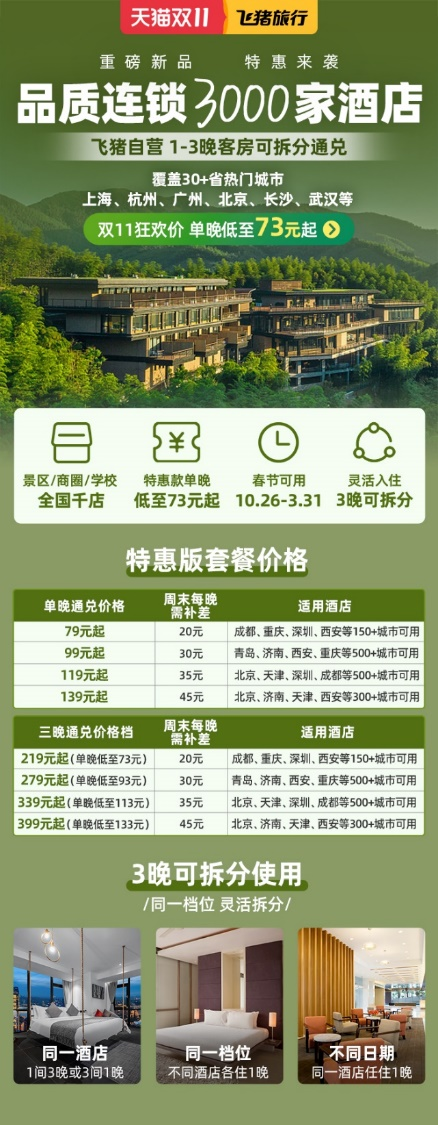 天猫双11 飞猪旅行
重磅新品 特惠来袭
品质连锁3000家酒店
飞猪自营 1-3晚客房可拆分通兑
覆盖30+省热门城市
上海、杭州、广州、北京、长沙、武汉等
双11狂欢价 单晚低至73元起
景区/商圈/学校 特惠款单晚 春节可用 灵活入住
全国千店 低至73元起 10.26-3.31 3晚可拆分
特惠版套餐价格
单晚通兑价格 周末每晚需补差 适用酒店
79元起 20元 成都、重庆、深圳、西安等150+城市可用
99元起 30元 青岛、济南、西安、重庆等500+城市可用
119元起 35元 北京、天津、深圳、成都等500+城市可用
139元起 45元 北京、济南、天津、西安等300+城市可用
三晚通兑价格档 周末每晚需补差 适用酒店
219元起(单晚低至73元) 20元 成都、重庆、深圳、西安等150+城市可用
279元起(单晚低至93元) 30元 青岛、济南、西安、重庆等500+城市可用
339元起(单晚低至113元) 35元 北京、天津、深圳、成都等500+城市可用
399元起(单晚低至133元) 45元 北京、济南、天津、西安等300+城市可用
3晚可拆分使用
/同一档位 灵活拆分/
同一酒店 同一档位 不同日期
1间3晚或3间1晚 不同酒店各住1晚 同一酒店任住1晚